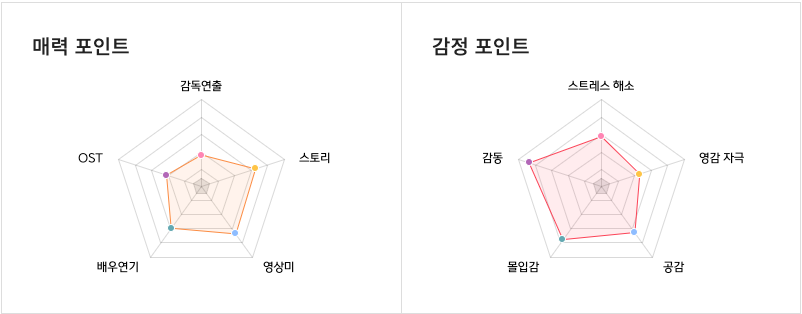 매력 포인트
감독연출
OST
스토리
배우연기
영상미
감정 포인트
스트레스 해소
감동
영감 자극
몰입감
공감